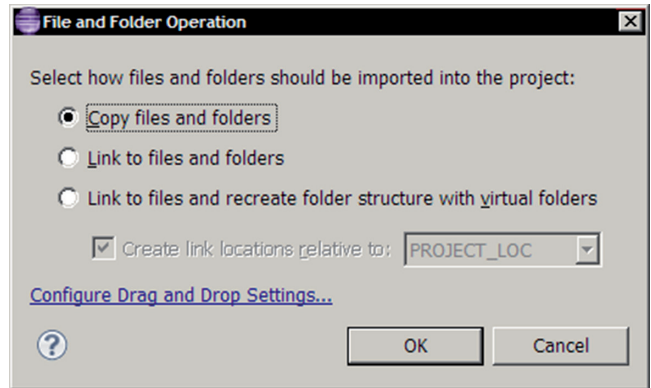 File and Folder Operation
Select how files and folders should be imported into the project:
Copy files and folders
Link to files and folders
Link to files and recreate folder structure with virtual folders
Create link locations relative to: PROJECT_LOC
Configure Drag and Drop Settings...
? OK Cancel